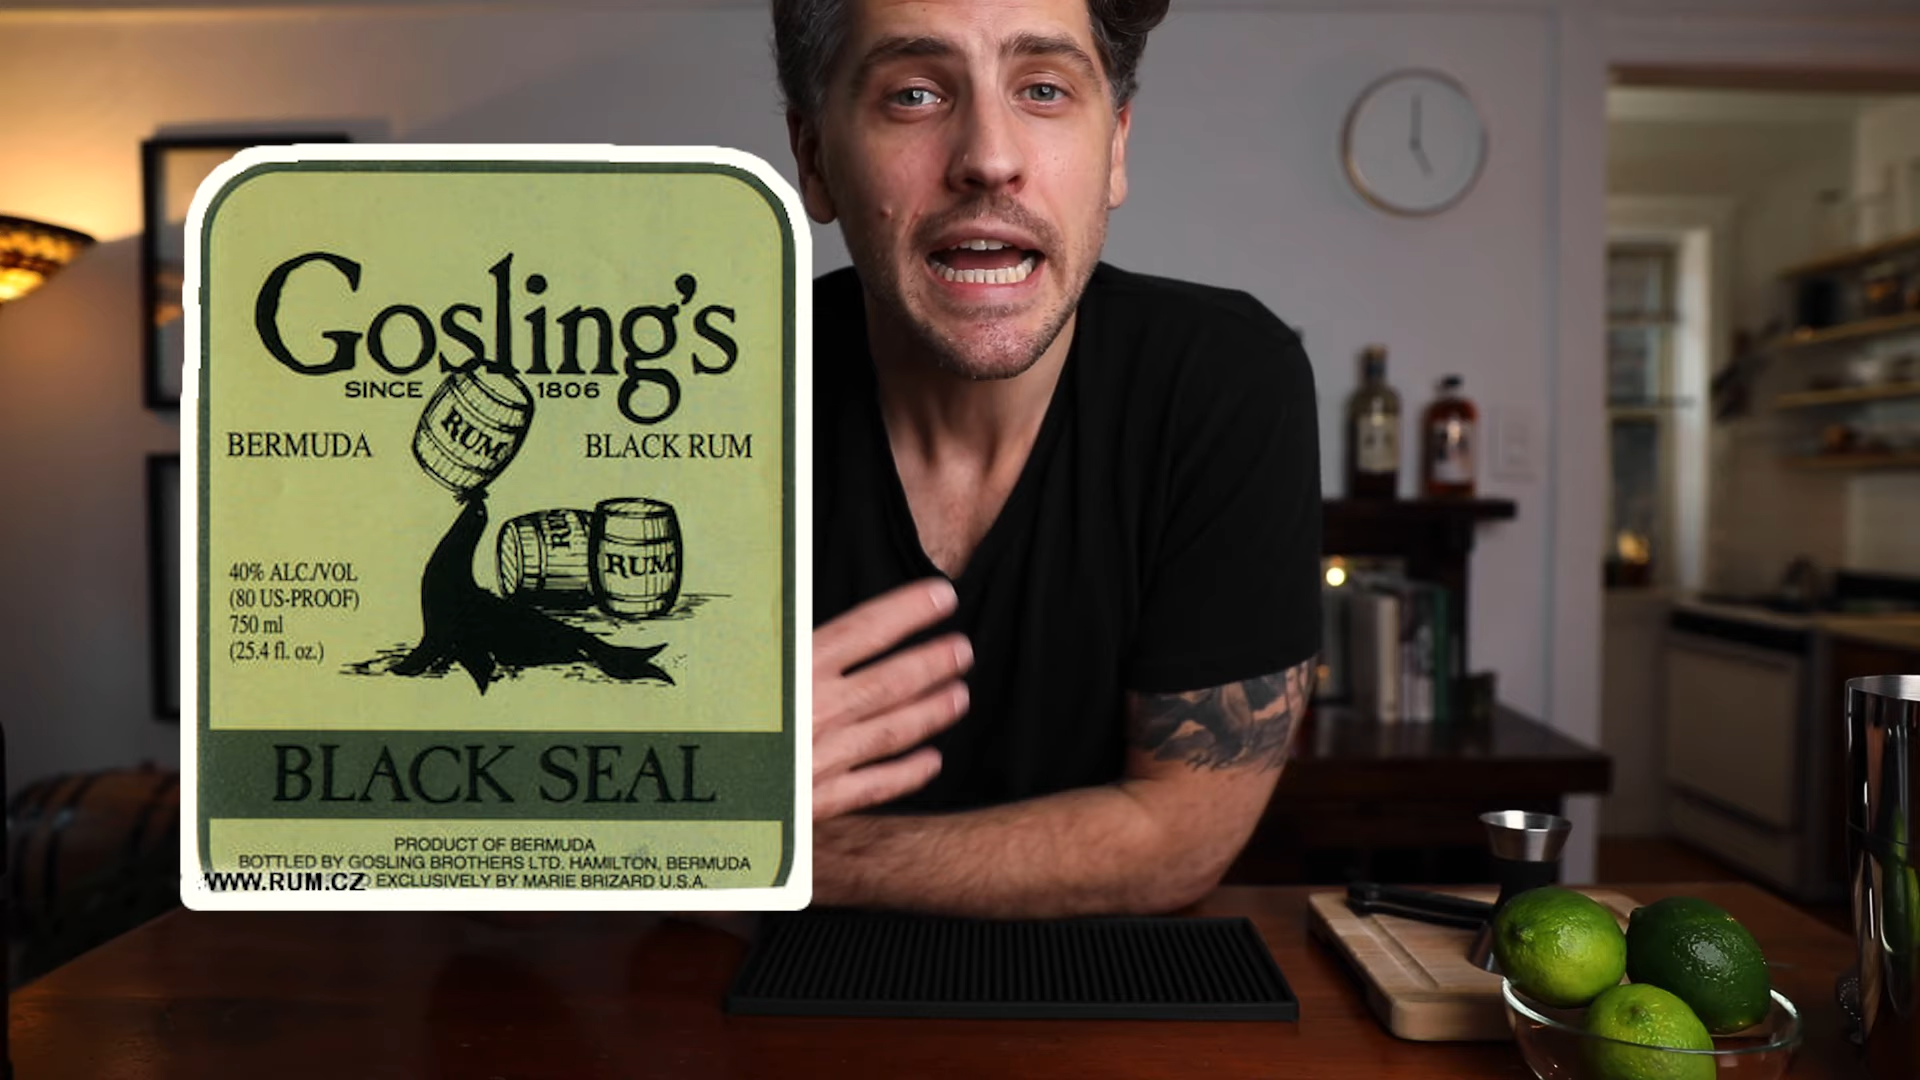 Gosling's
SINCE 1806
RUM
BERMUDA
BLACK RUM
RUM
RUM
40% ALC./VOL
(80 US-PROOF)
750 ml
(25.4 fl. oz.)
BLACK SEAL
PRODUCT OF BERMUDA
BOTTLED BY GOSLING BROTHERS LTD. HAMILTON, BERMUDA
WWW.RUM.CZ
EXCLUSIVELY BY MARIE BRIZARD U.S.A.